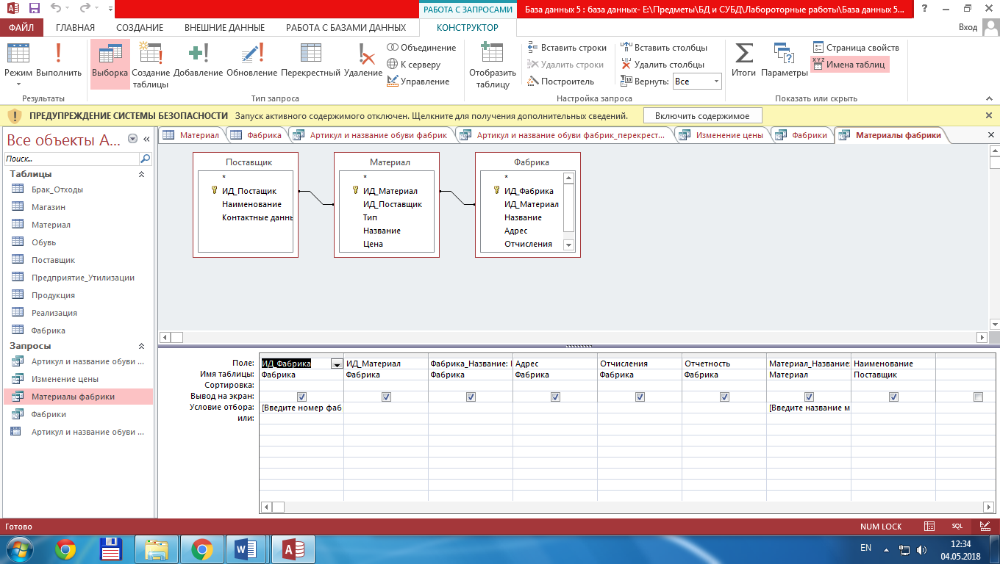 РАБОТА С ЗАПРОСАМИ
База данных 5 : база данных- E:\Предметы\БД и СУБД\Лабороторные работы\База данных 5...
?
ФАЙЛ ГЛАВНАЯ СОЗДАНИЕ ВНЕШНИЕ ДАННЫЕ РАБОТА С БАЗАМИ ДАННЫХ КОНСТРУКТОР Вход
Режим Выполнить
Результаты
Выборка Создание таблицы Добавление Обновление Перекрестный Удаление
Объединение
К серверу
Управление
Тип запроса
Отобразить таблицу
Вставить строки
Удалить строки
Построитель
Вставить столбцы
Удалить столбцы
Вернуть: Все
Настройка запроса
Итоги Параметры
Страница свойств
XYZ Имена таблиц
Показать или скрыть
ПРЕДУПРЕЖДЕНИЕ СИСТЕМЫ БЕЗОПАСНОСТИ Запуск активного содержимого отключен. Щелкните для получения дополнительных сведений. Включить содержимое
Все объекты A...
Поиск...
Таблицы
Брак_Отходы
Магазин
Материал
Обувь
Поставщик
Предприятие_Утилизации
Продукция
Реализация
Фабрика
Запросы
Артикул и название обуви ...
Изменение цены
Материалы фабрики
Фабрики
Артикул и название обуви ...
Материал Фабрика Артикул и название обуви фабрик Артикул и название обуви фабрик_перекрест... Изменение цены Фабрики Материалы фабрики
Поставщик
*
ИД_Постащик
Наименование
Контактные данны
Материал
*
ИД_Материал
ИД_Поставщик
Тип
Название
Цена
Фабрика
*
ИД_Фабрика
ИД_Материал
Название
Адрес
Отчисления
Поле: ИД_Фабрика ИД_Материал Фабрика_Название: Адрес Отчисления Отчетность Материал_Название: Наименование
Имя таблицы: Фабрика Фабрика Фабрика Фабрика Фабрика Фабрика Материал Поставщик
Сортировка:
Вывод на экран:
Условие отбора: [Введите номер фаб [Введите название м
или:
Готово NUM LOCK SQL
EN 12:34
04.05.2018